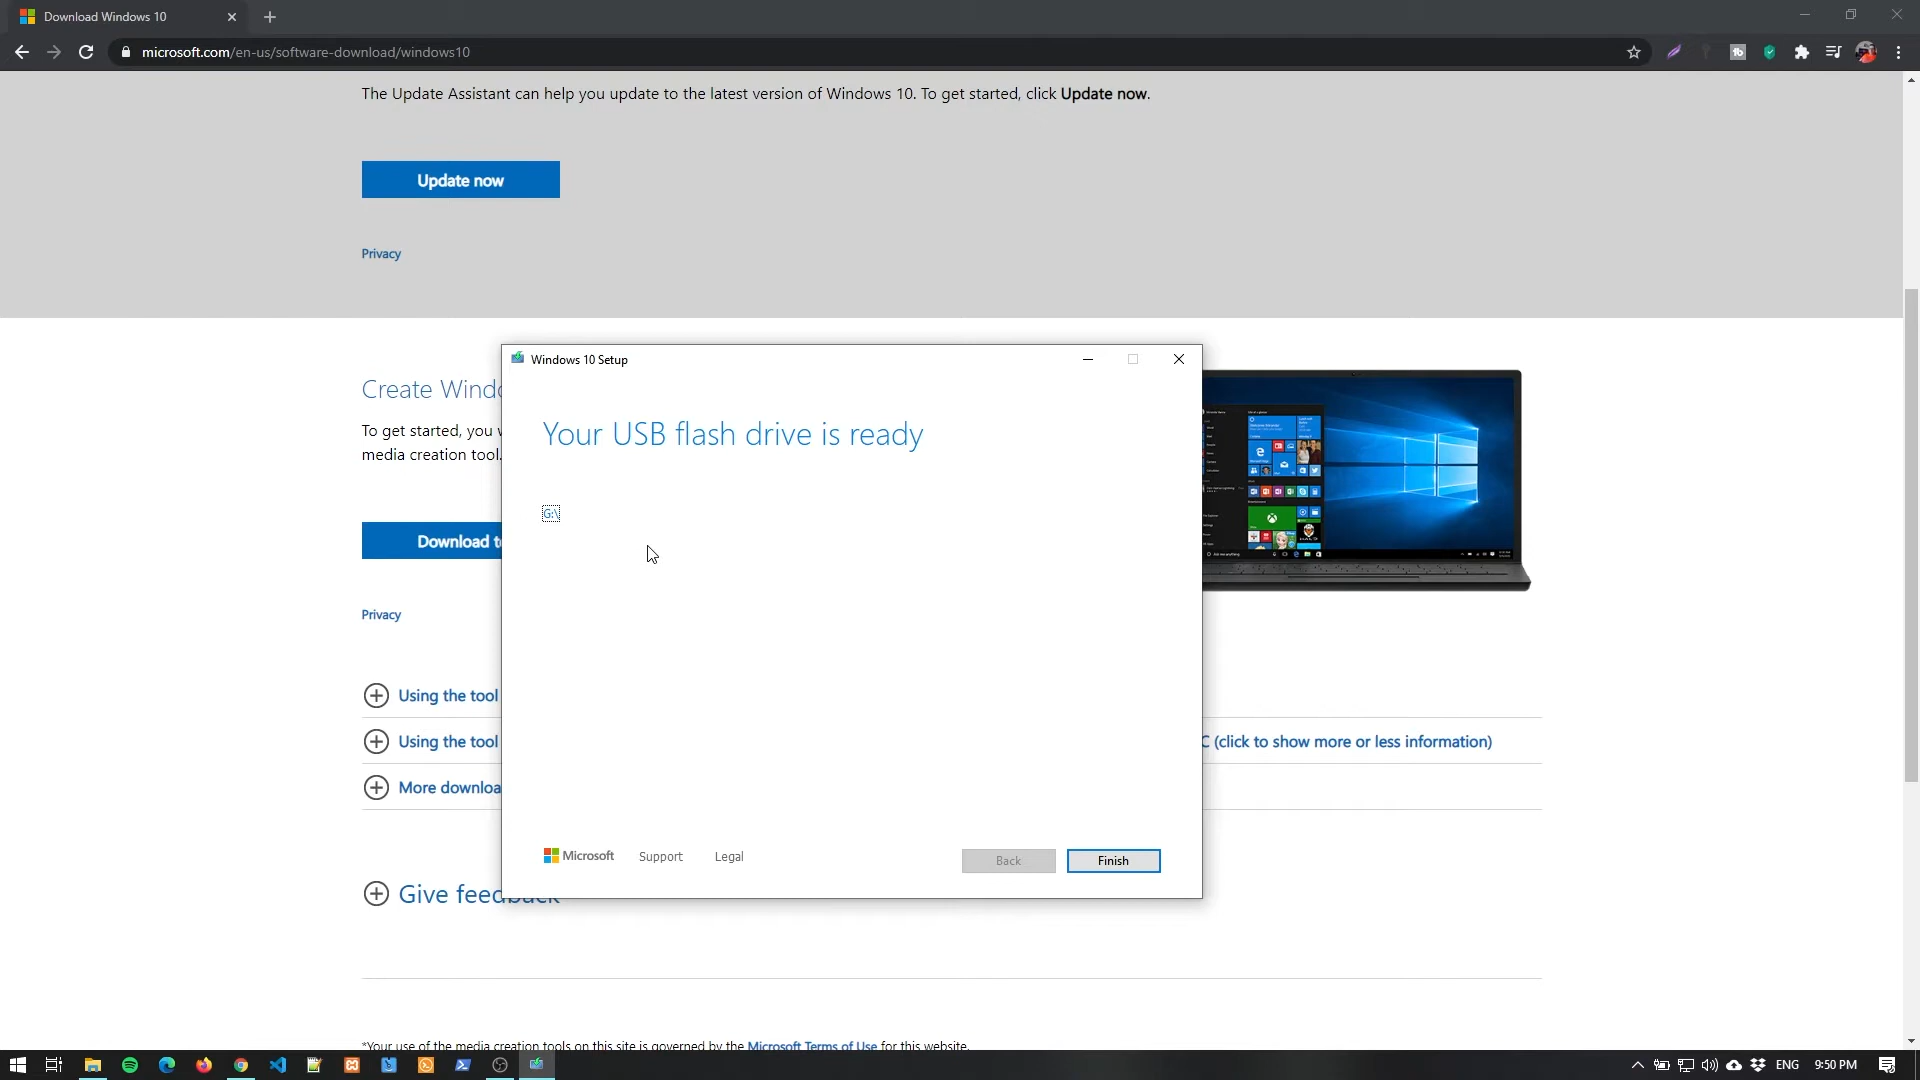 Download Windows 10
microsoft.com/en-us/software-download/windows10
The Update Assistant can help you update to the latest version of Windows 10. To get started, click Update now.
Update now
Privacy
Windows 10 Setup
Create Windo
Your USB flash drive is ready
To get started, you w
media creation tool.
G:\
Download to
Privacy
Using the tool
Using the tool
C (click to show more or less information)
More downloa
Microsoft
Support
Legal
Back
Finish
Give feedback
*Your use of the media creation tools on this site is governed by the Microsoft Terms of Use for this website.
ENG
9:50 PM